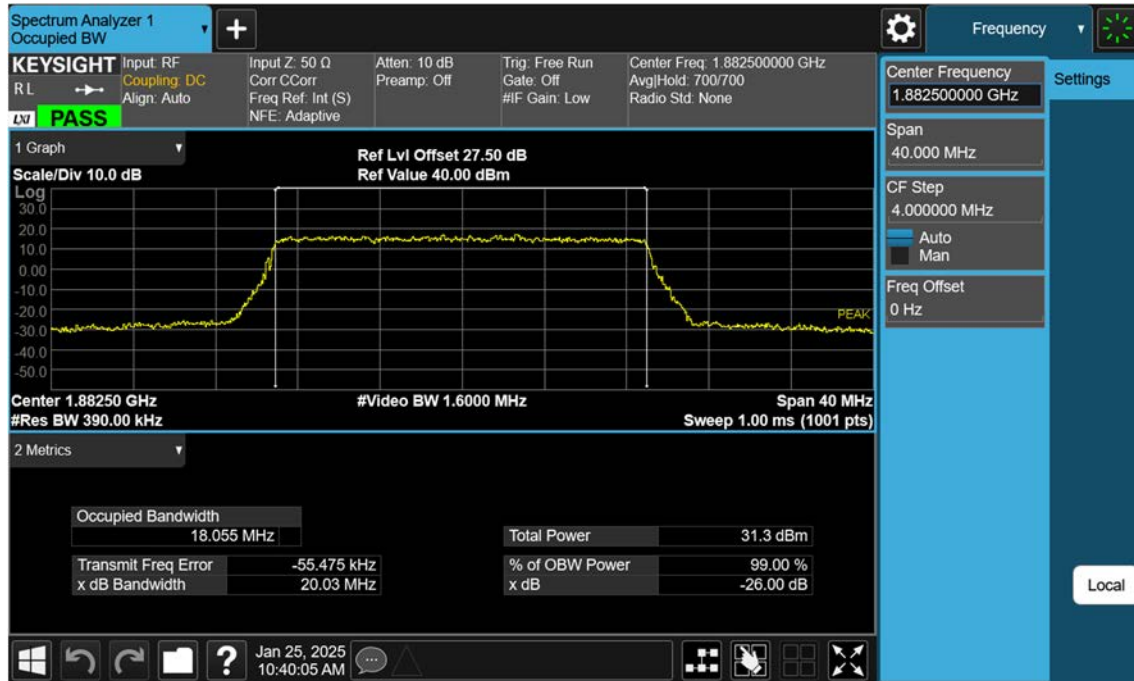 Spectrum Analyzer 1
Occupied BW
Frequency
KEYSIGHT
RL
LXI
PASS
Input: RF
Coupling: DC
Align: Auto
Input Z: 50 Ω
Corr CCorr
Freq Ref: Int (S)
NFE: Adaptive
Atten: 10 dB
Preamp: Off
Trig: Free Run
Gate: Off
#IF Gain: Low
Center Freq: 1.882500000 GHz
Avg|Hold: 700/700
Radio Std: None
Center Frequency
1.882500000 GHz
Settings
Span
40.000 MHz
CF Step
4.000000 MHz
Auto
Man
Freq Offset
0 Hz
Local
1 Graph
Scale/Div 10.0 dB
Ref Lvl Offset 27.50 dB
Ref Value 40.00 dBm
Log
30.0
20.0
10.0
0.00
-10.0
-20.0
-30.0
-40.0
-50.0
PEAK
Center 1.88250 GHz
#Video BW 1.6000 MHz
Span 40 MHz
#Res BW 390.00 kHz
Sweep 1.00 ms (1001 pts)
2 Metrics
Occupied Bandwidth
18.055 MHz
Total Power 31.3 dBm
Transmit Freq Error -55.475 kHz
% of OBW Power 99.00 %
x dB Bandwidth 20.03 MHz
x dB -26.00 dB
?
Jan 25, 2025
10:40:05 AM